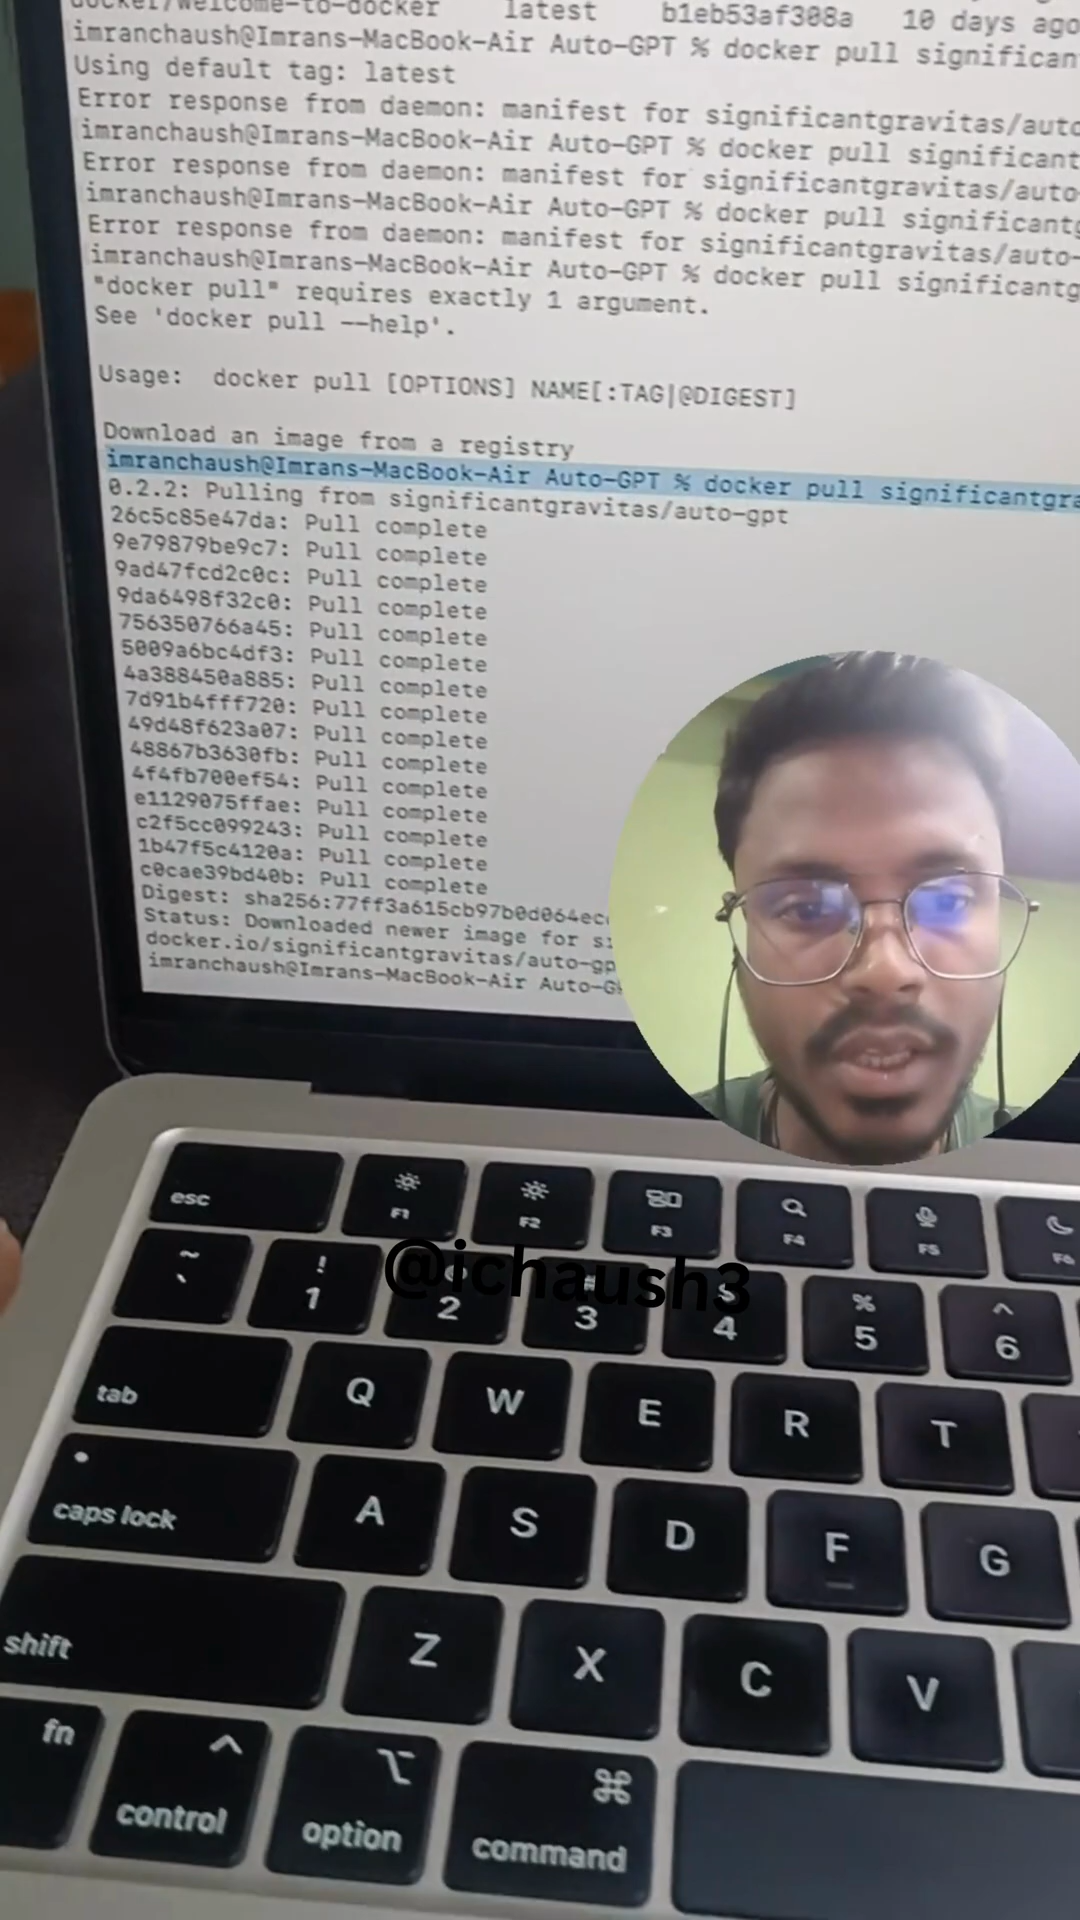 docker/welcome-to-docker latest b1eb53af308a 10 days ago
imranchaush@Imrans-MacBook-Air Auto-GPT % docker pull significan
Using default tag: latest
Error response from daemon: manifest for significantgravitas/auto
imranchaush@Imrans-MacBook-Air Auto-GPT % docker pull significant
Error response from daemon: manifest for significantgravitas/auto-
imranchaush@Imrans-MacBook-Air Auto-GPT % docker pull significantg
Error response from daemon: manifest for significantgravitas/auto-
imranchaush@Imrans-MacBook-Air Auto-GPT % docker pull significantg
"docker pull" requires exactly 1 argument.
See 'docker pull --help'.
Usage: docker pull [OPTIONS] NAME[:TAG|@DIGEST]
Download an image from a registry
imranchaush@Imrans-MacBook-Air Auto-GPT % docker pull significantgra
0.2.2: Pulling from significantgravitas/auto-gpt
26c5c85e47da: Pull complete
9e79879be9c7: Pull complete
9ad47fcd2c0c: Pull complete
9da6498f32c0: Pull complete
756350766a45: Pull complete
5009a6bc4df3: Pull complete
4a388450a885: Pull complete
7d91b4fff720: Pull complete
49d48f623a07: Pull complete
48867b3630fb: Pull complete
4f4fb700ef54: Pull complete
e1129075ffae: Pull complete
c2f5cc099243: Pull complete
1b47f5c4120a: Pull complete
c0cae39bd40b: Pull complete
Digest: sha256:77ff3a615cb97b0d064ec
Status: Downloaded newer image for si
docker.io/significantgravitas/auto-gp
imranchaush@Imrans-MacBook-Air Auto-G
esc F1 F2 F3 F4 F5 F6
@ichaush3
~ ! # $ % ^
` 1 2 3 4 5 6
tab Q W E R T
caps lock A S D F G
shift Z X C V
fn ^ ⌥ ⌘
control option command